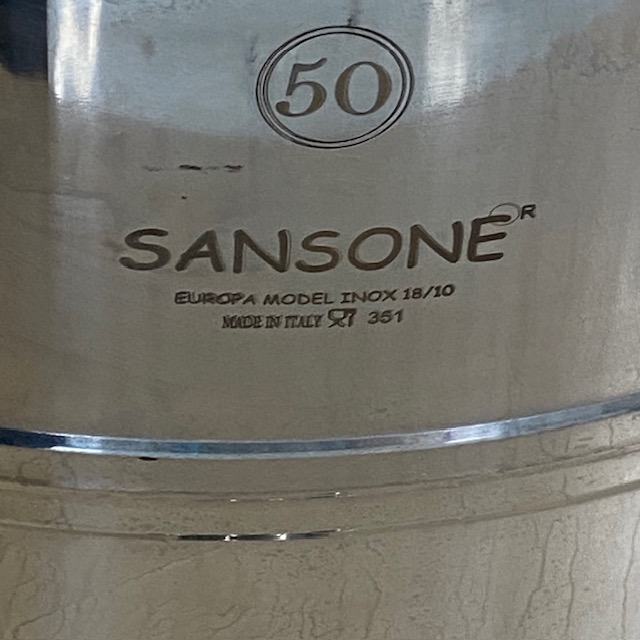 50
SANSONE R
EUROPA MODEL INOX 18/10
MADE IN ITALY 351